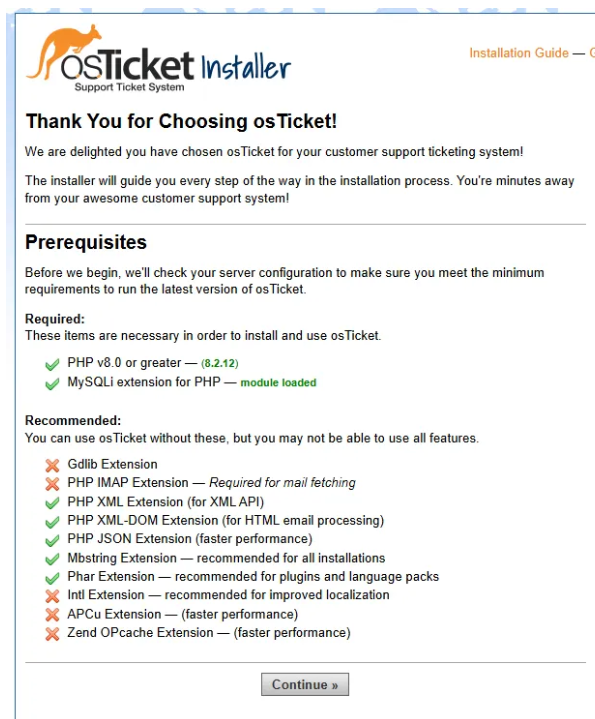 osTicket Installer
Support Ticket System
Installation Guide —
Thank You for Choosing osTicket!
We are delighted you have chosen osTicket for your customer support ticketing system!
The installer will guide you every step of the way in the installation process. You're minutes away
from your awesome customer support system!
Prerequisites
Before we begin, we'll check your server configuration to make sure you meet the minimum
requirements to run the latest version of osTicket.
Required:
These items are necessary in order to install and use osTicket.
PHP v8.0 or greater — (8.2.12)
MySQLi extension for PHP — module loaded
Recommended:
You can use osTicket without these, but you may not be able to use all features.
Gdlib Extension
PHP IMAP Extension — Required for mail fetching
PHP XML Extension (for XML API)
PHP XML-DOM Extension (for HTML email processing)
PHP JSON Extension (faster performance)
Mbstring Extension — recommended for all installations
Phar Extension — recommended for plugins and language packs
Intl Extension — recommended for improved localization
APCu Extension — (faster performance)
Zend OPcache Extension — (faster performance)
Continue »